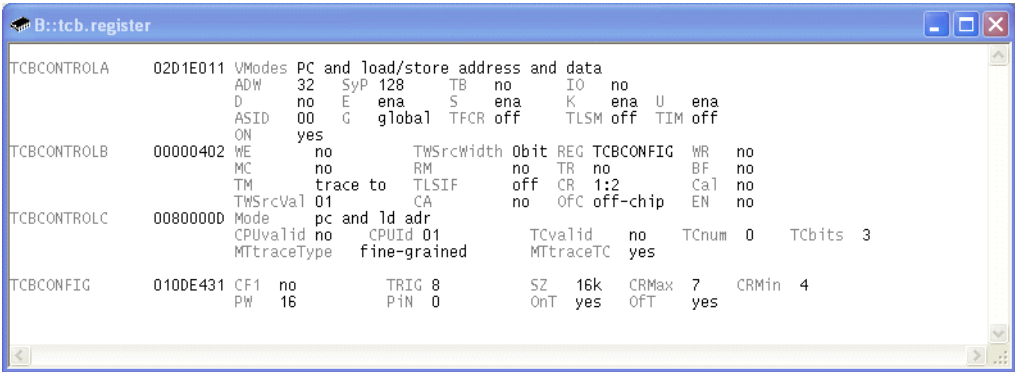 B::tcb.register
TCBCONTROLA 02D1E011 VModes PC and load/store address and data
ADW 32 SyP 128 TB no IO no
D no E ena S ena K ena U ena
ASID 00 G global TFCR off TLSM off TIM off
ON yes
TCBCONTROLB 00000402 WE no TWSrcWidth 0bit REG TCBCONFIG WR no
MC no RM no TR no BF no
TM trace to TLSIF off CR 1:2 Cal no
TWSrcVal 01 CA no OfC off-chip EN no
TCBCONTROLC 0080000D Mode pc and ld adr
CPUvalid no CPUId 01 TCvalid no TCnum 0 TCbits 3
MTtraceType fine-grained MTtraceTC yes
TCBCONFIG 010DE431 CF1 no TRIG 8 SZ 16k CRMax 7 CRMin 4
PW 16 PiN 0 OnT yes OfT yes